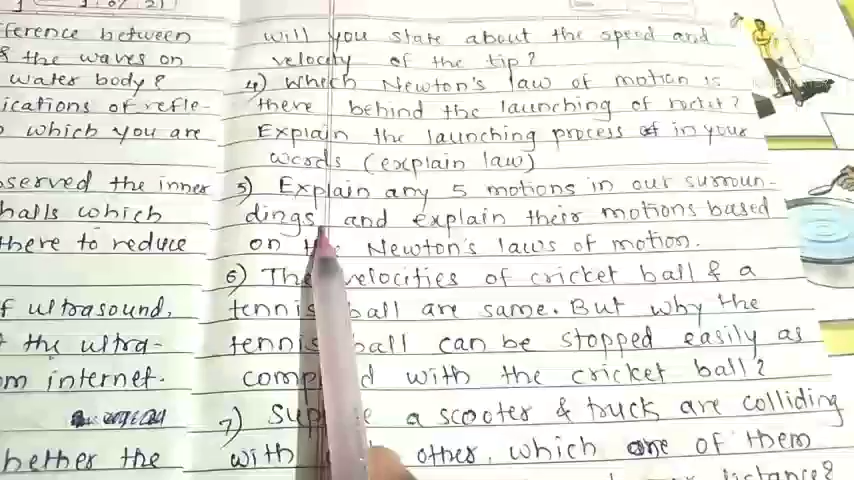 fference between
& the waves on
water body?
ications of refle-
which you are
served the inner
halls which
there to reduce
f ultrasound,
the ultra-
om internet.
hether the
will you state about the speed and
velocity of the tip?
4) Which Newton's law of motion is
there behind the launching of rocket?
Explain the launching process of in your
words (explain law)
5) Explain any 5 motions in our surroun-
dings and explain their motions based
on Newton's laws of motion.
6) The velocities of cricket ball & a
tennis ball are same. But why the
tennis ball can be stopped easily as
with the cricket ball?
7) a scooter & truck are colliding
with other, which one of them
distance?